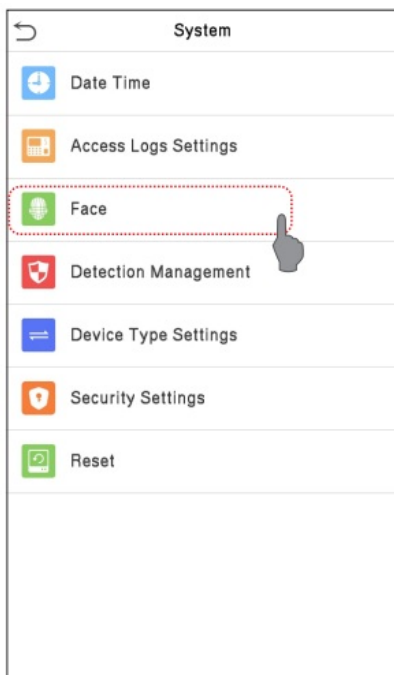 System
Date Time
Access Logs Settings
Face
Detection Management
Device Type Settings
Security Settings
Reset